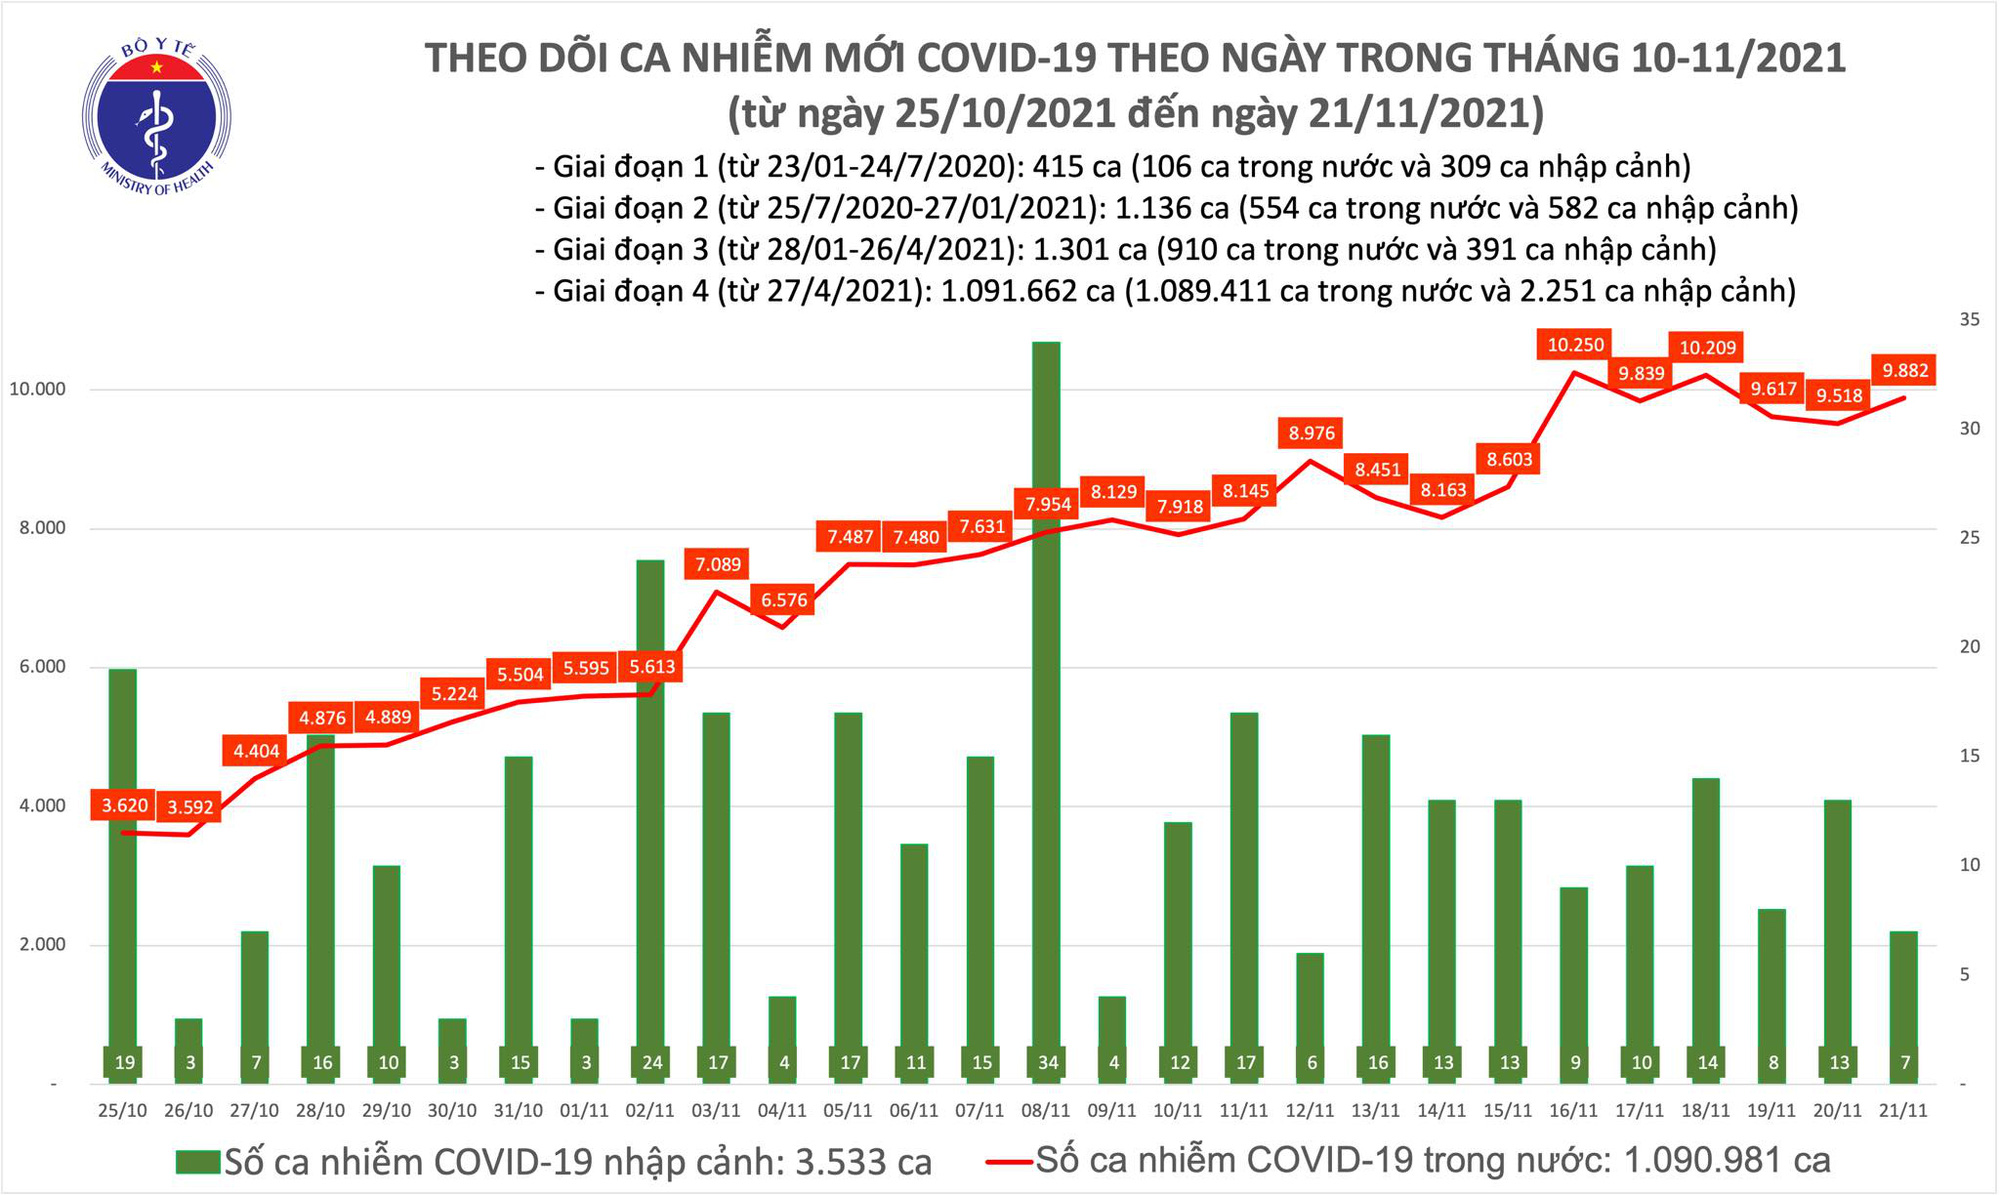 BỘ Y TẾ
MINISTRY OF HEALTH
THEO DÕI CA NHIỄM MỚI COVID-19 THEO NGÀY TRONG THÁNG 10-11/2021
(từ ngày 25/10/2021 đến ngày 21/11/2021)
- Giai đoạn 1 (từ 23/01-24/7/2020): 415 ca (106 ca trong nước và 309 ca nhập cảnh)
- Giai đoạn 2 (từ 25/7/2020-27/01/2021): 1.136 ca (554 ca trong nước và 582 ca nhập cảnh)
- Giai đoạn 3 (từ 28/01-26/4/2021): 1.301 ca (910 ca trong nước và 391 ca nhập cảnh)
- Giai đoạn 4 (từ 27/4/2021): 1.091.662 ca (1.089.411 ca trong nước và 2.251 ca nhập cảnh)
10.000
8.000
6.000
4.000
2.000
-
35
30
25
20
15
10
5
-
3.620 3.592 4.404 4.876 4.889 5.224 5.504 5.595 5.613 7.089 6.576 7.487 7.480 7.631 7.954 8.129 7.918 8.145 8.976 8.451 8.163 8.603 10.250 9.839 10.209 9.617 9.518 9.882
19 3 7 16 10 3 15 3 24 17 4 17 11 15 34 4 12 17 6 16 13 13 9 10 14 8 13 7
25/10 26/10 27/10 28/10 29/10 30/10 31/10 01/11 02/11 03/11 04/11 05/11 06/11 07/11 08/11 09/11 10/11 11/11 12/11 13/11 14/11 15/11 16/11 17/11 18/11 19/11 20/11 21/11
Số ca nhiễm COVID-19 nhập cảnh: 3.533 ca
Số ca nhiễm COVID-19 trong nước: 1.090.981 ca